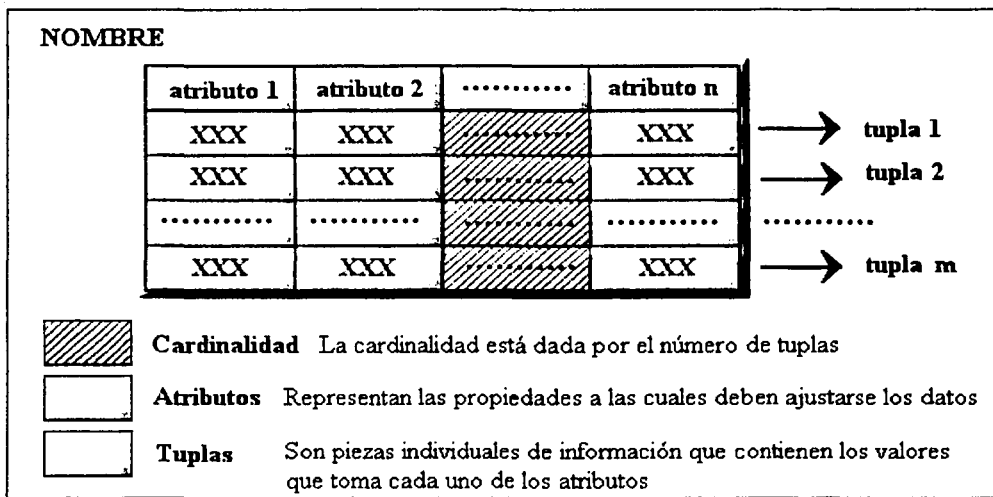 NOMBRE
atributo 1 atributo 2 ............ atributo n
XXX XXX ............ XXX tupla 1
XXX XXX ............ XXX tupla 2
............ ............ ............ ............ ............
XXX XXX ............ XXX tupla m
Cardinalidad La cardinalidad está dada por el número de tuplas
Atributos Representan las propiedades a las cuales deben ajustarse los datos
Tuplas Son piezas individuales de información que contienen los valores
que toma cada uno de los atributos